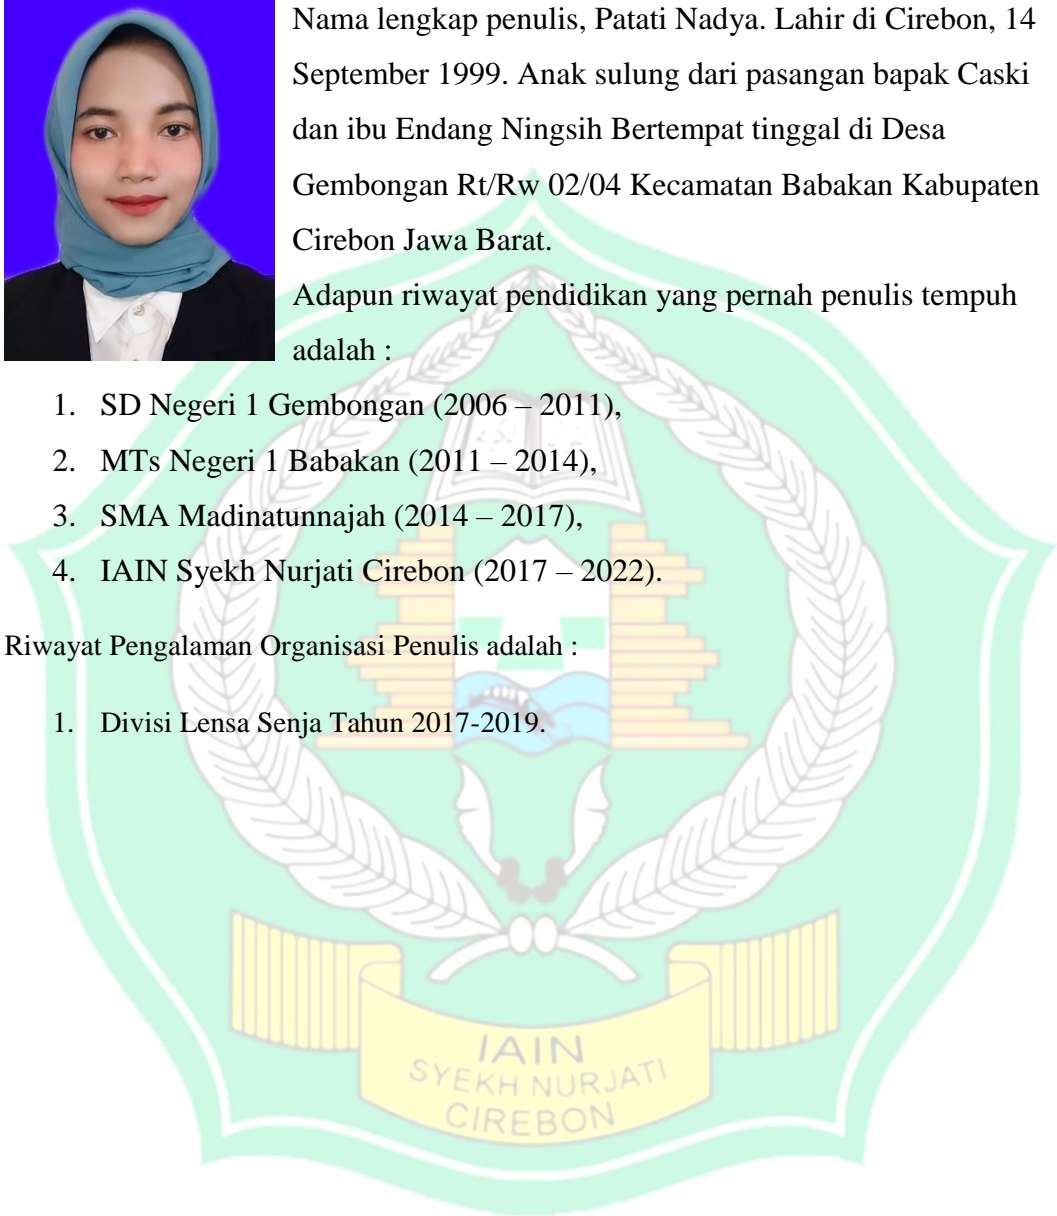 Nama lengkap penulis, Patati Nadya. Lahir di Cirebon, 14
September 1999. Anak sulung dari pasangan bapak Caski
dan ibu Endang Ningsih Bertempat tinggal di Desa
Gembongan Rt/Rw 02/04 Kecamatan Babakan Kabupaten
Cirebon Jawa Barat.
Adapun riwayat pendidikan yang pernah penulis tempuh
adalah :
1. SD Negeri 1 Gembongan (2006 – 2011),
2. MTs Negeri 1 Babakan (2011 – 2014),
3. SMA Madinatunnajah (2014 – 2017),
4. IAIN Syekh Nurjati Cirebon (2017 – 2022).
Riwayat Pengalaman Organisasi Penulis adalah :
1. Divisi Lensa Senja Tahun 2017-2019.
IAIN
SYEKH NURJATI
CIREBON